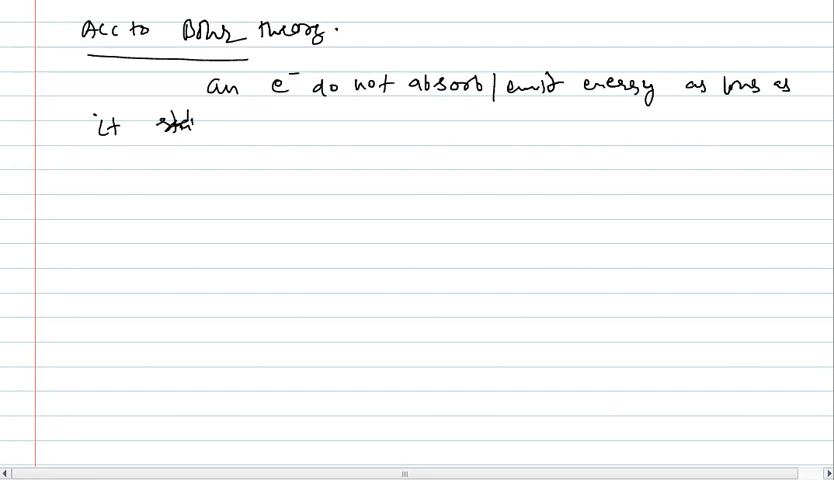 Acc to Bohr theory.
an e⁻ do not absorb/emit energy as long as
it